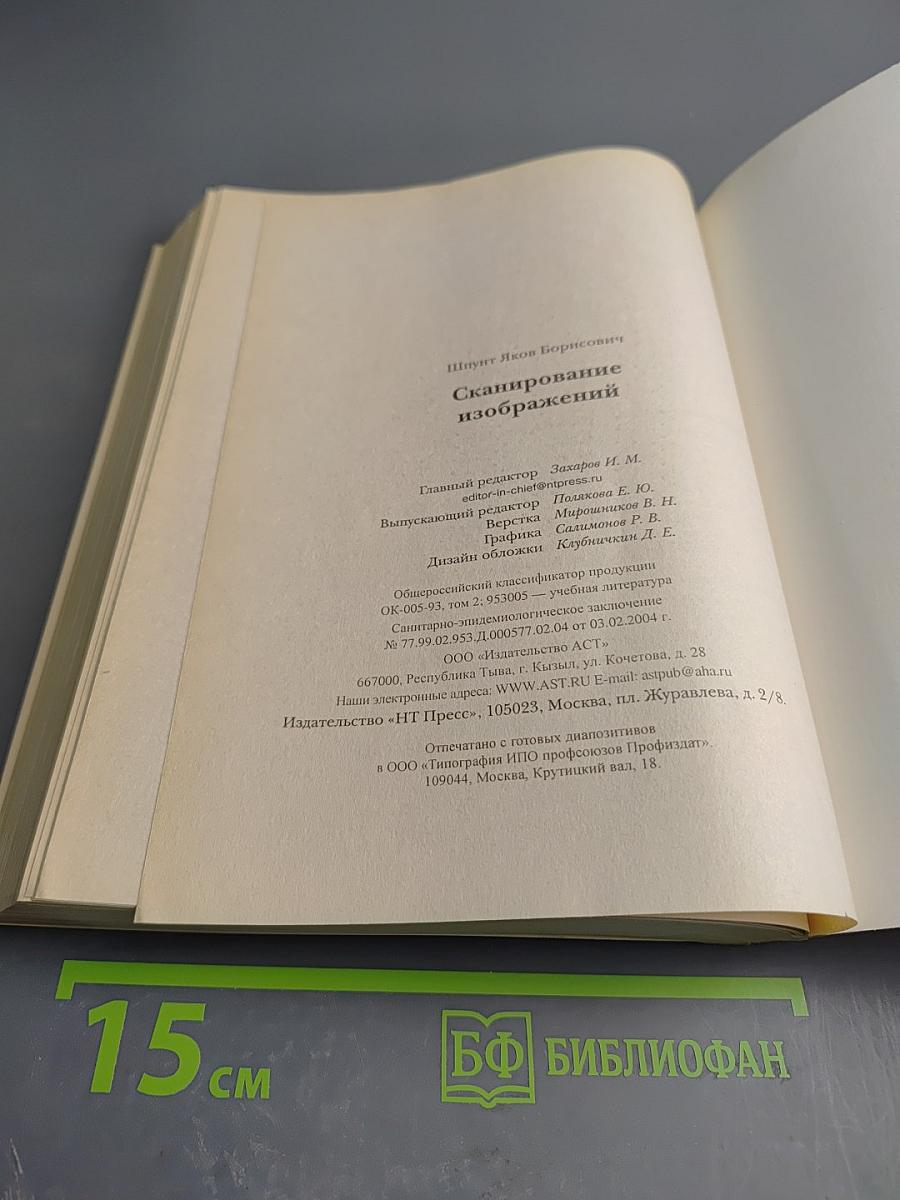 Шпунт Яков Борисович
Сканирование
изображений
Главный редактор Захаров И. М.
editor-in-chief@ntpress.ru
Выпускающий редактор Полякова Е. Ю.
Верстка Мирошников В. Н.
Графика Салимонов Р. В.
Дизайн обложки Клубничкин Д. Е.
Общероссийский классификатор продукции
ОК-005-93, том 2; 953005 — учебная литература
Санитарно-эпидемиологическое заключение
№ 77.99.02.953.Д.000577.02.04 от 03.02.2004 г.
ООО «Издательство АСТ»
667000, Республика Тыва, г. Кызыл, ул. Кочетова, д. 28
Наши электронные адреса: WWW.AST.RU E-mail: astpub@aha.ru
Издательство «НТ Пресс», 105023, Москва, пл. Журавлева, д. 2/8.
Отпечатано с готовых диапозитивов
в ООО «Типография ИПО профсоюзов Профиздат».
109044, Москва, Крутицкий вал, 18.
15 см
БФ БИБЛИОФАН